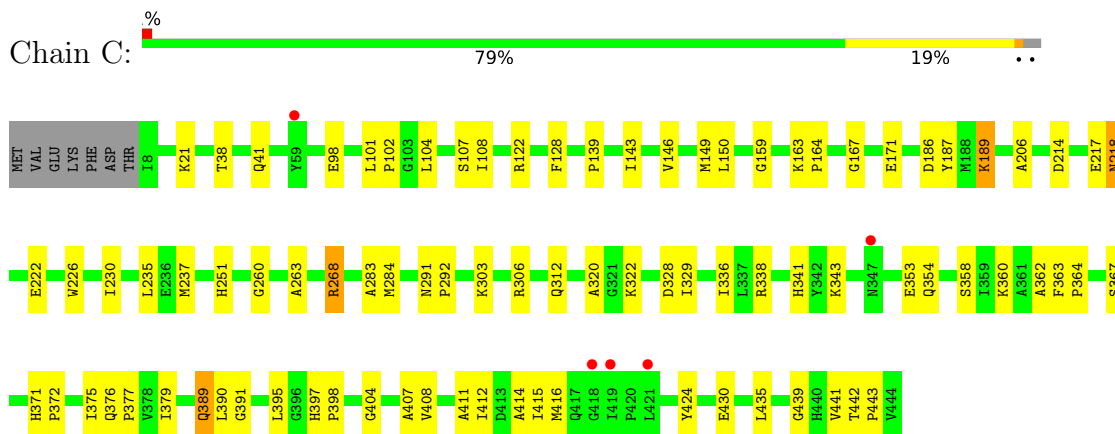 .%
Chain C:
79% 19% ••
MET VAL GLU LYS PHE ASP THR I8 K21 T38 Q41 Y59 E98 L101 P102 G103 L104 S107 I108 R122 F128 P139 I143 V146 M149 L150 G159 K163 P164 G167 E171 D186 Y187 M188 K189 A206 D214 E217 N218
E222 W226 I230 L235 E236 M237 H251 G260 A263 R268 A283 M284 N291 P292 K303 R306 Q312 A320 G321 K322 D328 I329 I336 L337 R338 H341 Y342 K343 N347 E353 Q354 S358 I359 K360 A361 A362 F363 P364 S367
H371 P372 I375 Q376 P377 V378 I379 Q389 L390 G391 L395 G396 H397 P398 G404 A407 V408 A411 I412 D413 A414 I415 M416 Q417 G418 I419 P420 L421 Y424 E430 L435 G439 H440 V441 T442 P443 V444